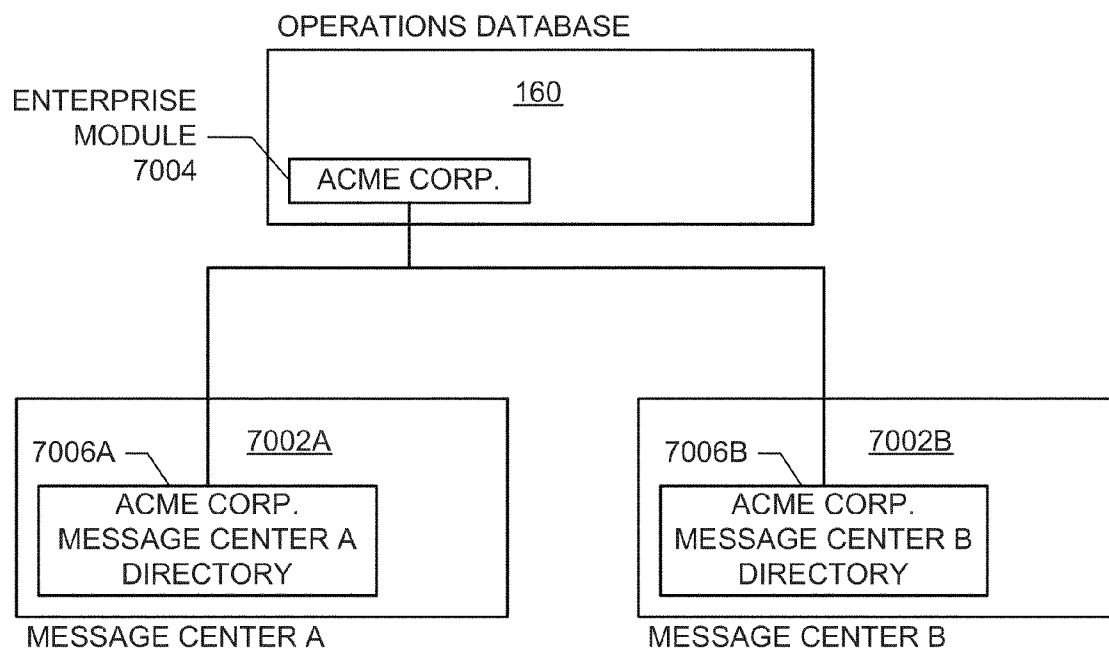 OPERATIONS DATABASE
160
ENTERPRISE
MODULE
7004
ACME CORP.
7002A
7006A
ACME CORP.
MESSAGE CENTER A
DIRECTORY
MESSAGE CENTER A
7002B
7006B
ACME CORP.
MESSAGE CENTER B
DIRECTORY
MESSAGE CENTER B